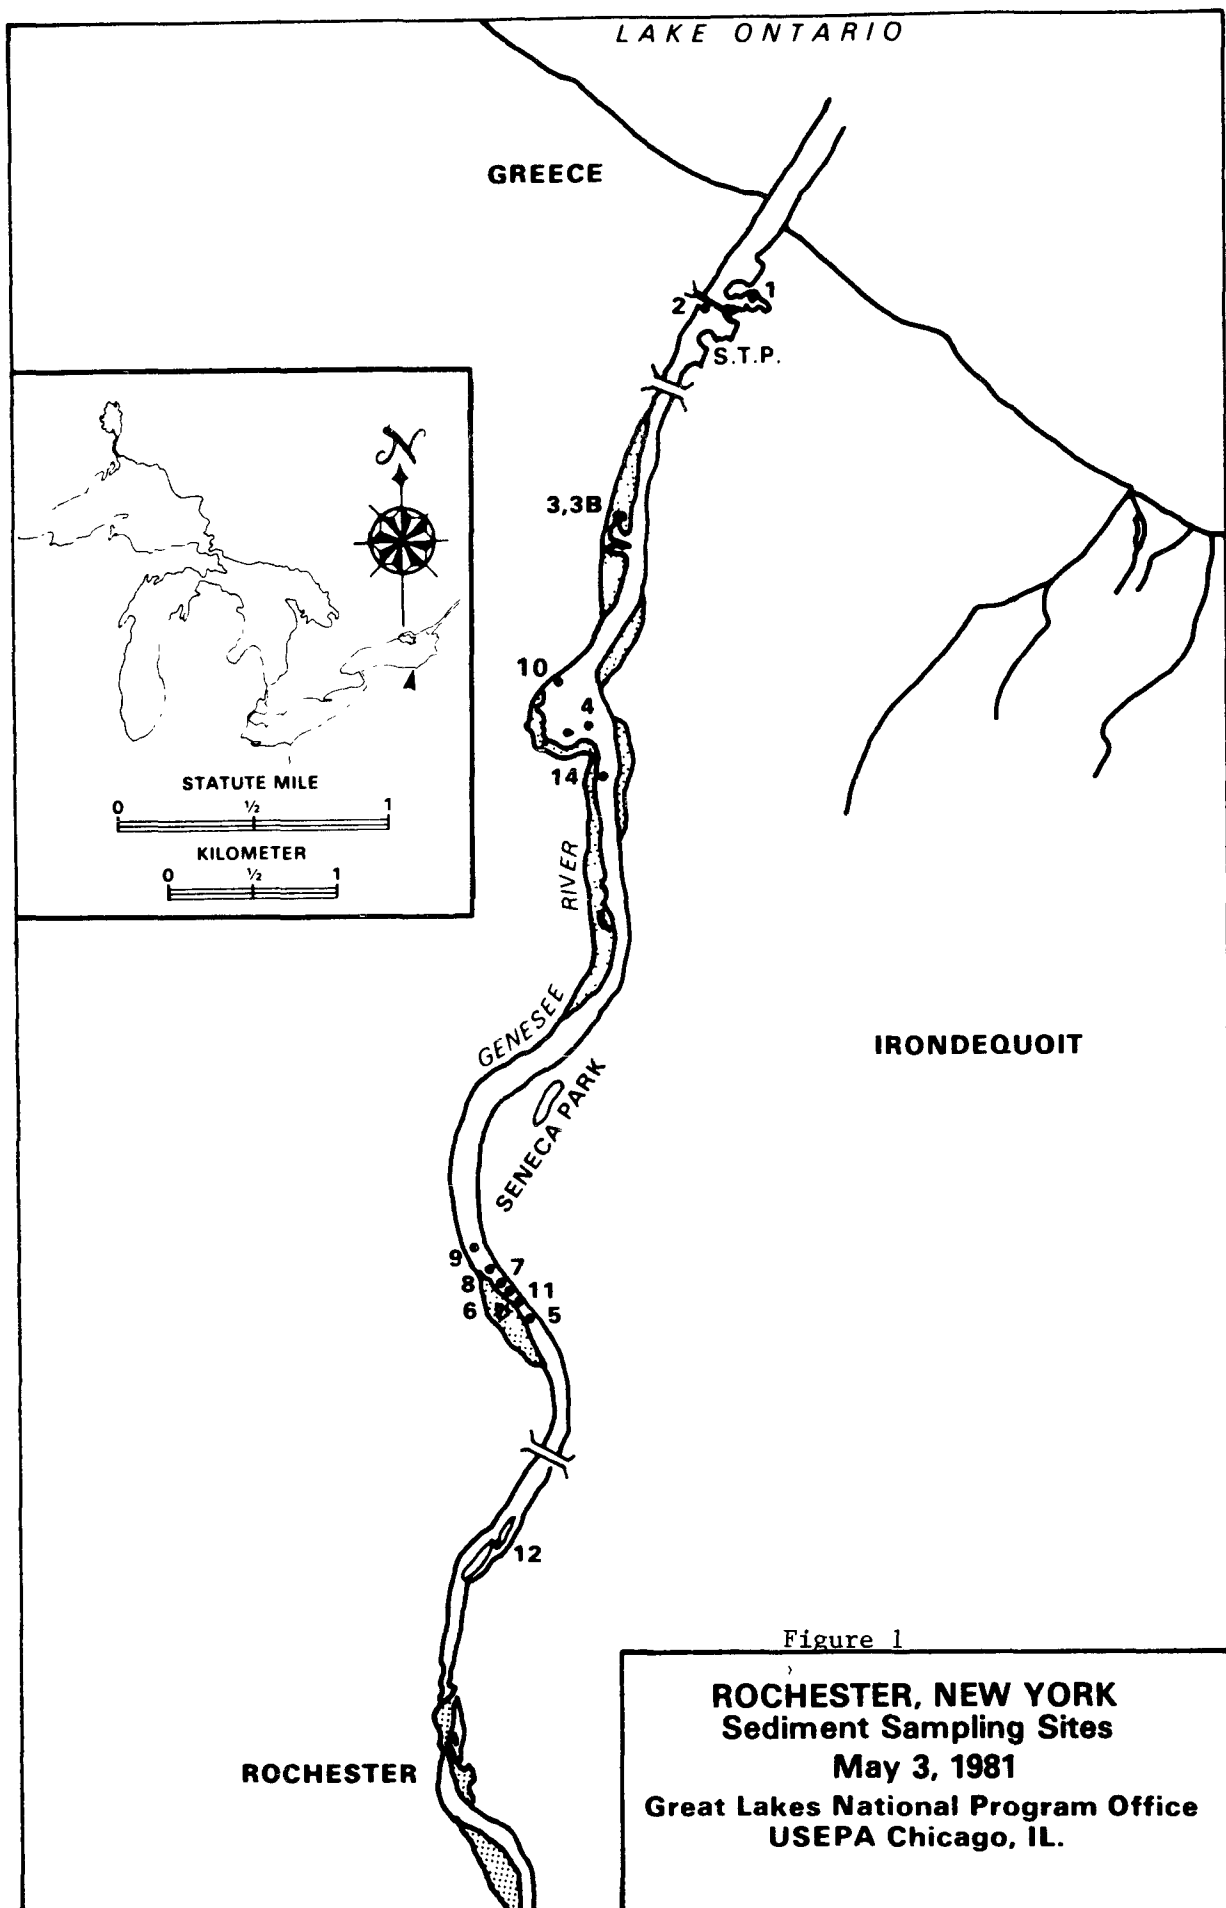 LAKE ONTARIO
GREECE
1
2
S.T.P.
N
3,3B
10
4
14
STATUTE MILE
0 ½ 1
KILOMETER
0 ½ 1
RIVER
GENESEE
IRONDEQUOIT
SENECA PARK
9
7
8
11
6
5
12
Figure 1
ROCHESTER, NEW YORK
Sediment Sampling Sites
May 3, 1981
Great Lakes National Program Office
USEPA Chicago, IL.
ROCHESTER